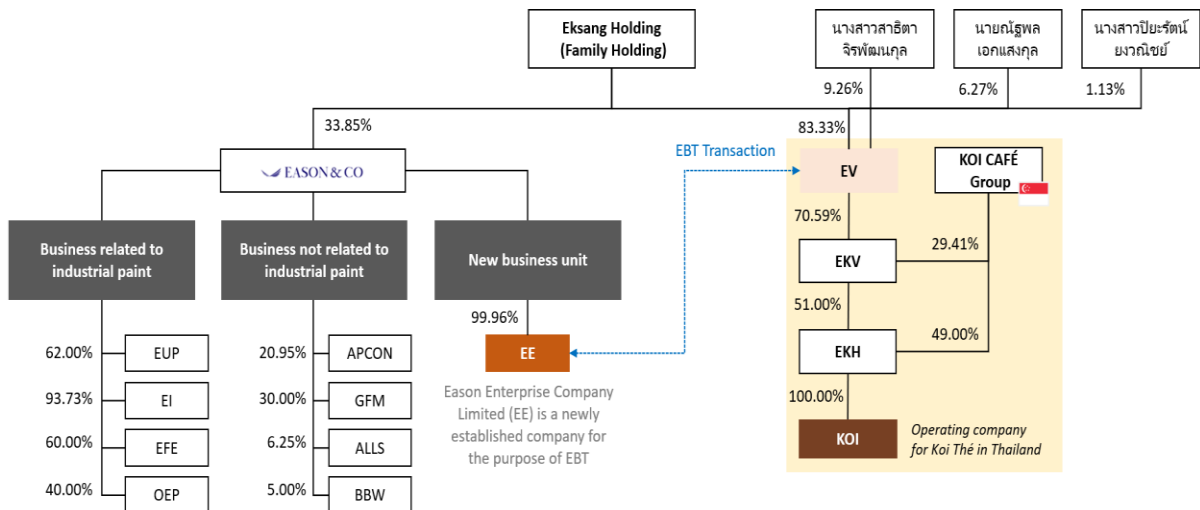 Eksang Holding
(Family Holding)
นางสาวสาธิตา
จิรพัฒนกุล
นายณัฐพล
เอกแสงกุล
นางสาวปิยะรัตน์
ยงวณิชย์
9.26%
6.27%
1.13%
33.85%
83.33%
EASON & CO
EBT Transaction
EV
KOI CAFÉ
Group
70.59%
29.41%
Business related to
industrial paint
Business not related to
industrial paint
New business unit
EKV
99.96%
51.00%
49.00%
62.00%
EUP
20.95%
APCON
EE
EKH
93.73%
EI
30.00%
GFM
Eason Enterprise Company
Limited (EE) is a newly
established company for
the purpose of EBT
100.00%
60.00%
EFE
6.25%
ALLS
KOI
Operating company
for Koi Thé in Thailand
40.00%
OEP
5.00%
BBW